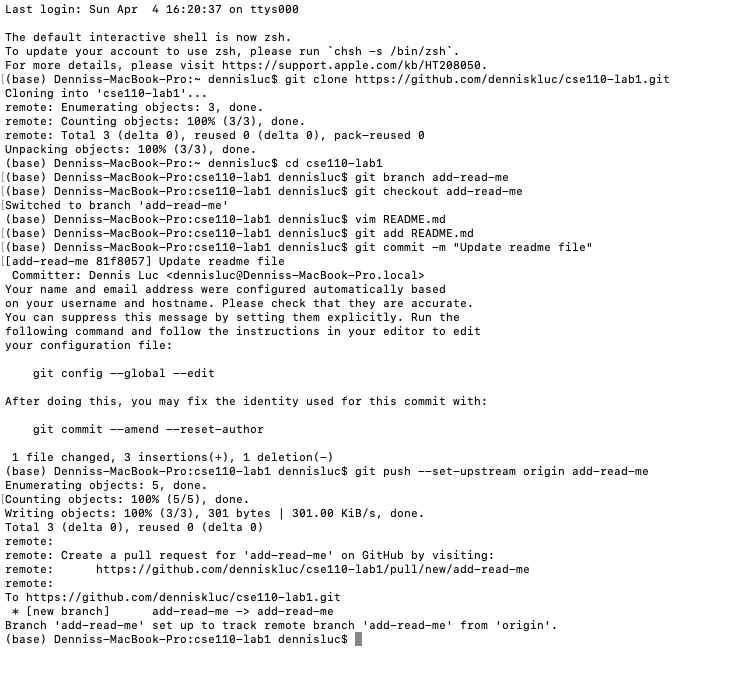 Last login: Sun Apr  4 16:20:37 on ttys000

The default interactive shell is now zsh.
To update your account to use zsh, please run `chsh -s /bin/zsh`.
For more details, please visit https://support.apple.com/kb/HT208050.
[(base) Denniss-MacBook-Pro:~ dennisluc$ git clone https://github.com/denniskluc/cse110-lab1.git
Cloning into 'cse110-lab1'...
remote: Enumerating objects: 3, done.
remote: Counting objects: 100% (3/3), done.
remote: Total 3 (delta 0), reused 0 (delta 0), pack-reused 0
Unpacking objects: 100% (3/3), done.
(base) Denniss-MacBook-Pro:~ dennisluc$ cd cse110-lab1
[(base) Denniss-MacBook-Pro:cse110-lab1 dennisluc$ git branch add-read-me
[(base) Denniss-MacBook-Pro:cse110-lab1 dennisluc$ git checkout add-read-me
[Switched to branch 'add-read-me'
(base) Denniss-MacBook-Pro:cse110-lab1 dennisluc$ vim README.md
[(base) Denniss-MacBook-Pro:cse110-lab1 dennisluc$ git add README.md
[(base) Denniss-MacBook-Pro:cse110-lab1 dennisluc$ git commit -m "Update readme file"
[[add-read-me 81f8057] Update readme file
 Committer: Dennis Luc <dennisluc@Denniss-MacBook-Pro.local>
Your name and email address were configured automatically based
on your username and hostname. Please check that they are accurate.
You can suppress this message by setting them explicitly. Run the
following command and follow the instructions in your editor to edit
your configuration file:

    git config --global --edit

After doing this, you may fix the identity used for this commit with:

    git commit --amend --reset-author

 1 file changed, 3 insertions(+), 1 deletion(-)
(base) Denniss-MacBook-Pro:cse110-lab1 dennisluc$ git push --set-upstream origin add-read-me
Enumerating objects: 5, done.
[Counting objects: 100% (5/5), done.
Writing objects: 100% (3/3), 301 bytes | 301.00 KiB/s, done.
Total 3 (delta 0), reused 0 (delta 0)
remote:
remote: Create a pull request for 'add-read-me' on GitHub by visiting:
remote:      https://github.com/denniskluc/cse110-lab1/pull/new/add-read-me
remote:
To https://github.com/denniskluc/cse110-lab1.git
 * [new branch]      add-read-me -> add-read-me
Branch 'add-read-me' set up to track remote branch 'add-read-me' from 'origin'.
(base) Denniss-MacBook-Pro:cse110-lab1 dennisluc$